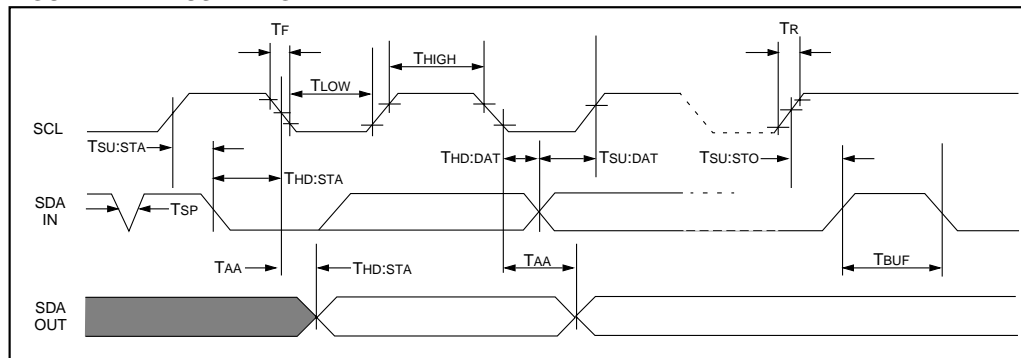 TF
TR
THIGH
TLOW
SCL
TSU:STA
THD:DAT
TSU:DAT
TSU:STO
THD:STA
SDA
IN
TSP
TAA
THD:STA
TAA
TBUF
SDA
OUT